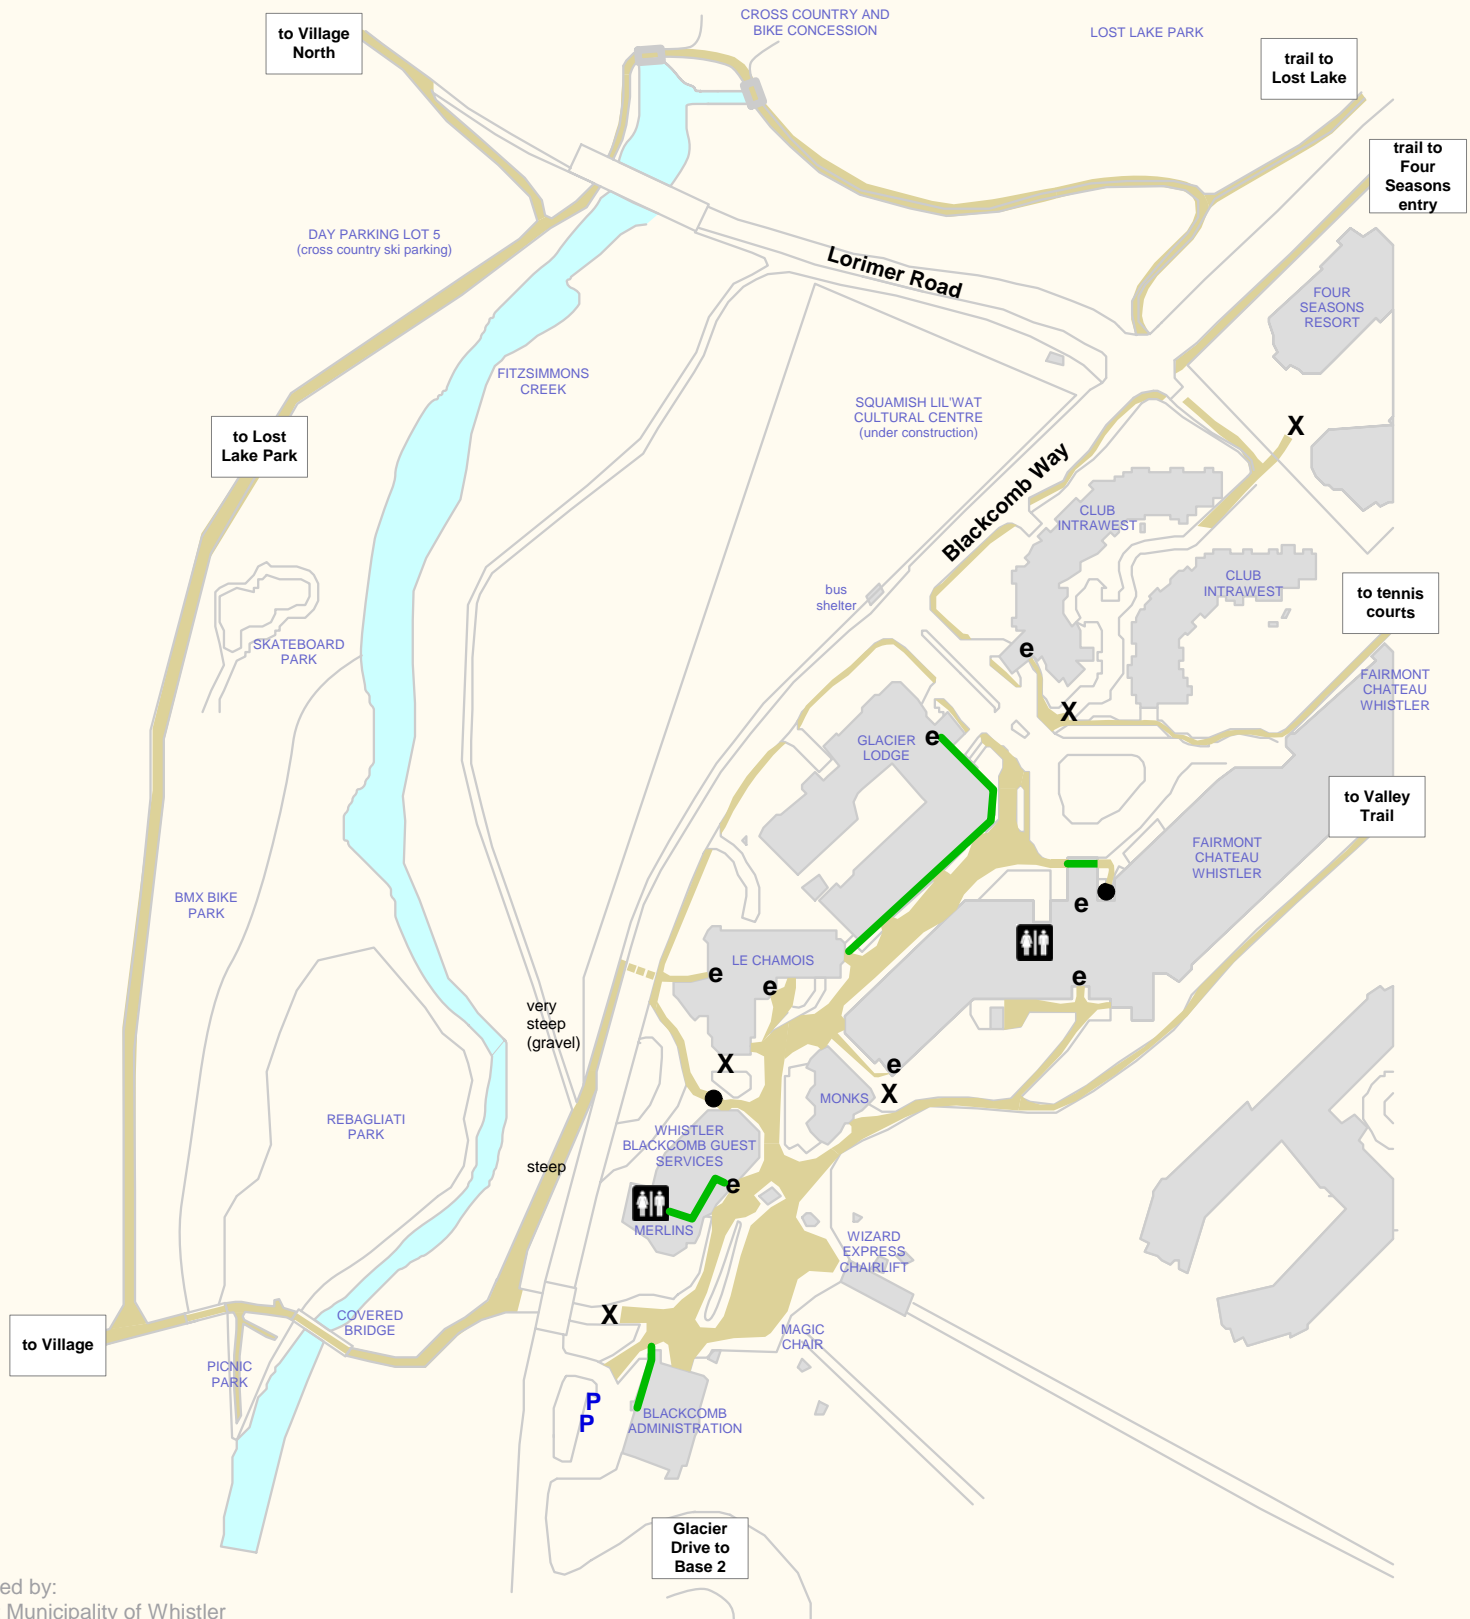 CROSS COUNTRY AND
BIKE CONCESSION
LOST LAKE PARK
to Village
North
trail to
Lost Lake
trail to
Four
Seasons
entry
DAY PARKING LOT 5
(cross country ski parking)
Lorimer Road
FOUR
SEASONS
RESORT
FITZSIMMONS
CREEK
SQUAMISH LIL'WAT
CULTURAL CENTRE
(under construction)
X
to Lost
Lake Park
Blackcomb Way
CLUB
INTRAWEST
CLUB
INTRAWEST
bus
shelter
to tennis
courts
SKATEBOARD
PARK
e
FAIRMONT
CHATEAU
WHISTLER
X
GLACIER
LODGE
e
to Valley
Trail
FAIRMONT
CHATEAU
WHISTLER
BMX BIKE
PARK
e
LE CHAMOIS
e
e
e
very
steep
(gravel)
X
e
X
MONKS
REBAGLIATI
PARK
WHISTLER
BLACKCOMB GUEST
SERVICES
steep
e
MERLINS
WIZARD
EXPRESS
CHAIRLIFT
X
COVERED
BRIDGE
MAGIC
CHAIR
to Village
PICNIC
PARK
P
P
BLACKCOMB
ADMINISTRATION
Glacier
Drive to
Base 2
ed by:
Municipality of Whistler